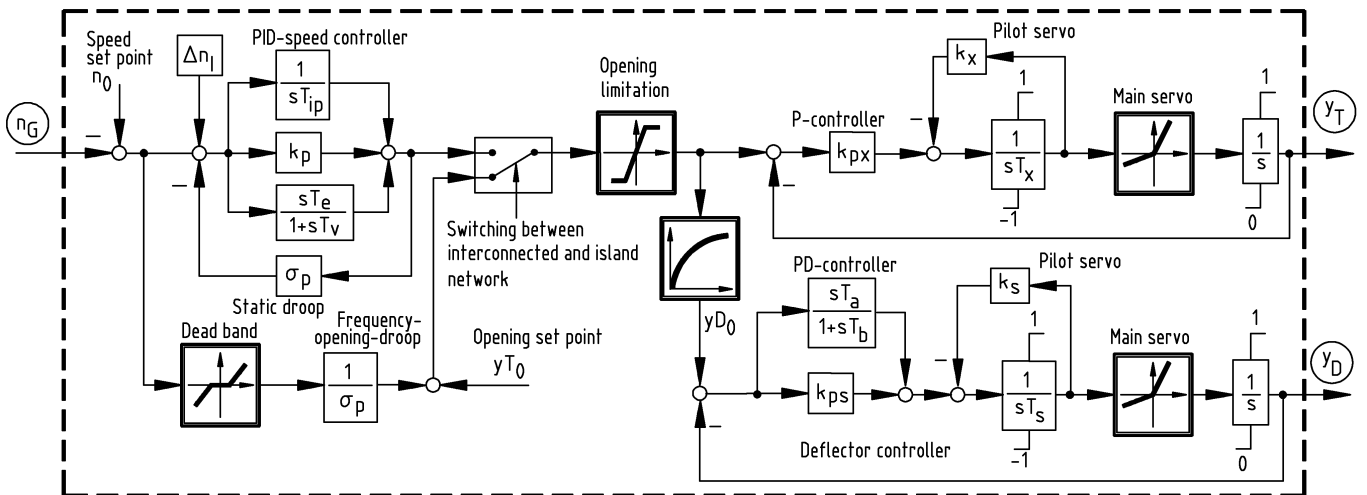 Speed
set point
n0
ΔnI
PID-speed controller
1
sTip
kp
sTe
1+sTv
σp
Static droop
nG
−
−
Dead band
Frequency-
opening-droop
1
σp
Opening set point
yT0
Switching between
interconnected and island
network
Opening
limitation
P-controller
kpx
−
−
Pilot servo
kx
1
1
sTx
-1
Main servo
1
1
s
0
yT
yD0
PD-controller
sTa
1+sTb
kps
−
−
Deflector controller
Pilot servo
ks
1
1
sTs
-1
Main servo
1
1
s
0
yD